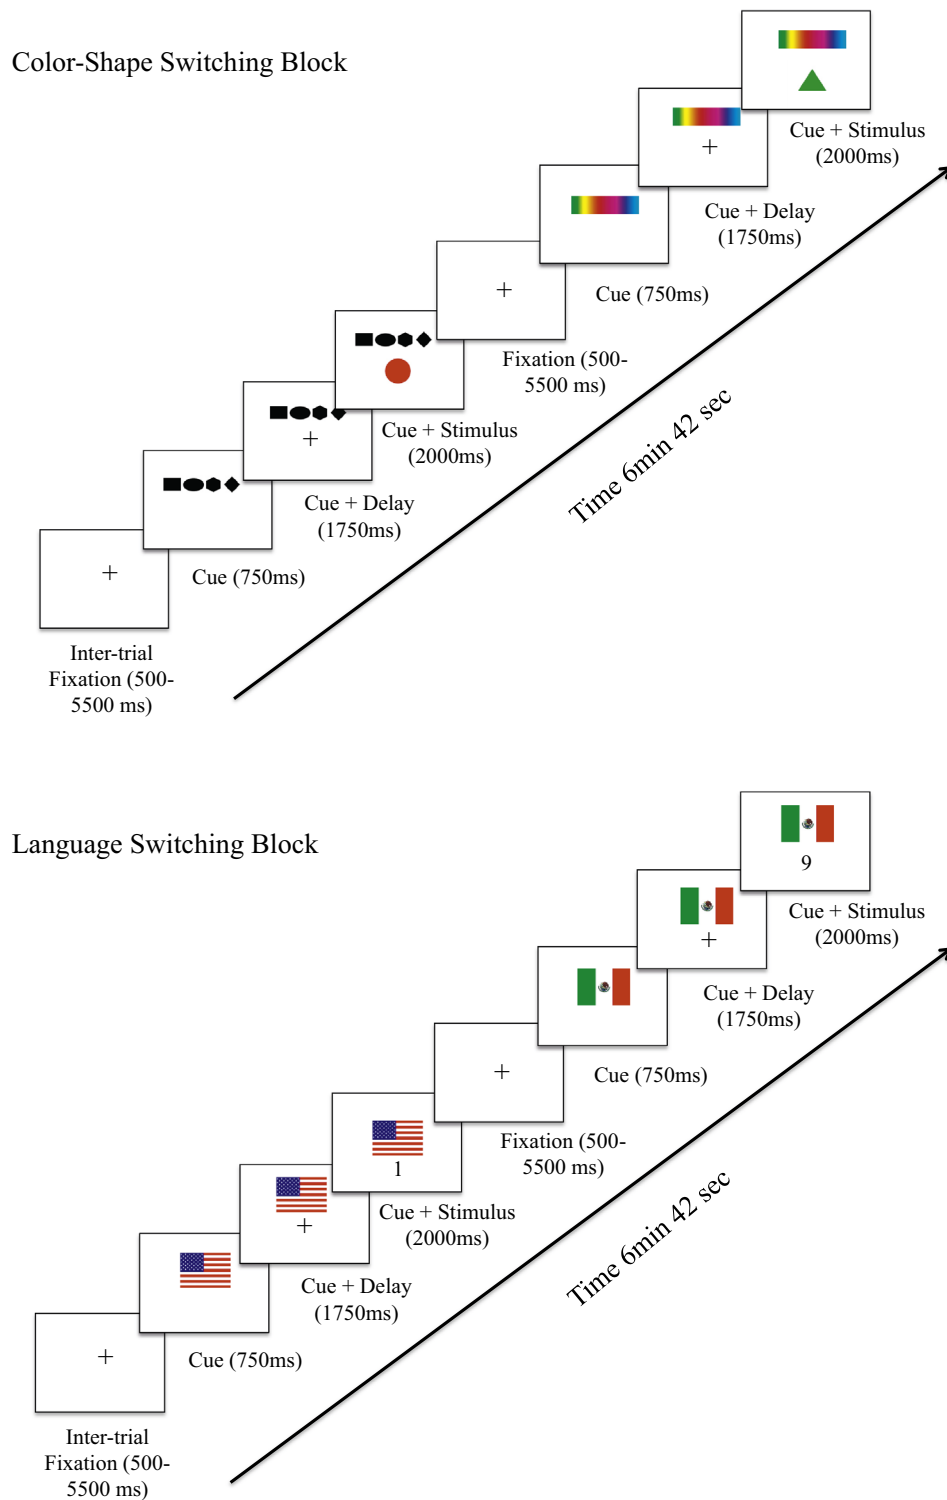 Color-Shape Switching Block
Cue + Stimulus
(2000ms)
Cue + Delay
(1750ms)
Cue (750ms)
Fixation (500-
5500 ms)
Cue + Stimulus
(2000ms)
Cue + Delay
(1750ms)
Cue (750ms)
Inter-trial
Fixation (500-
5500 ms)
Time 6min 42 sec
Language Switching Block
9
Cue + Stimulus
(2000ms)
Cue + Delay
(1750ms)
Cue (750ms)
Fixation (500-
5500 ms)
1
Cue + Stimulus
(2000ms)
Cue + Delay
(1750ms)
Cue (750ms)
Inter-trial
Fixation (500-
5500 ms)
Time 6min 42 sec